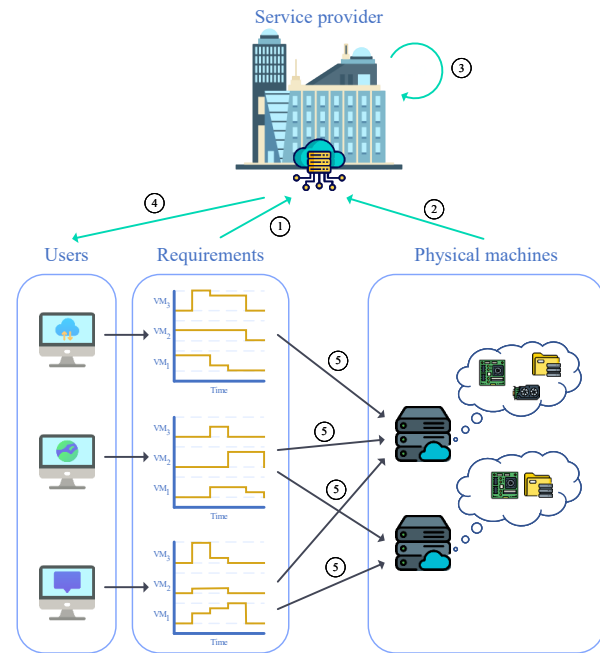 Service provider
3
4
1
2
Users
Requirements
Physical machines
VM3
VM2
VM1
Time
5
VM3
VM2
VM1
Time
5
5
VM3
VM2
VM1
Time
5